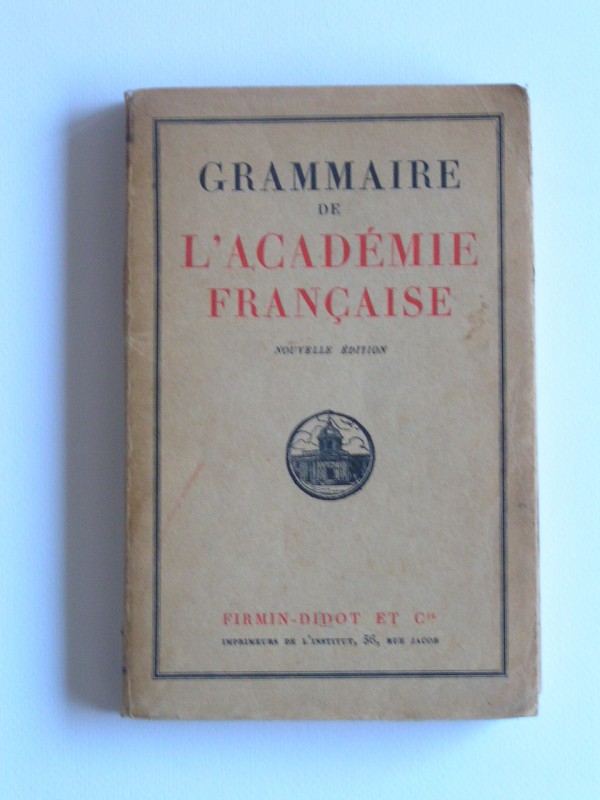 GRAMMAIRE
DE
L'ACADÉMIE
FRANÇAISE
NOUVELLE ÉDITION
FIRMIN-DIDOT ET Cie
IMPRIMEURS DE L'INSTITUT, 56, RUE JACOB